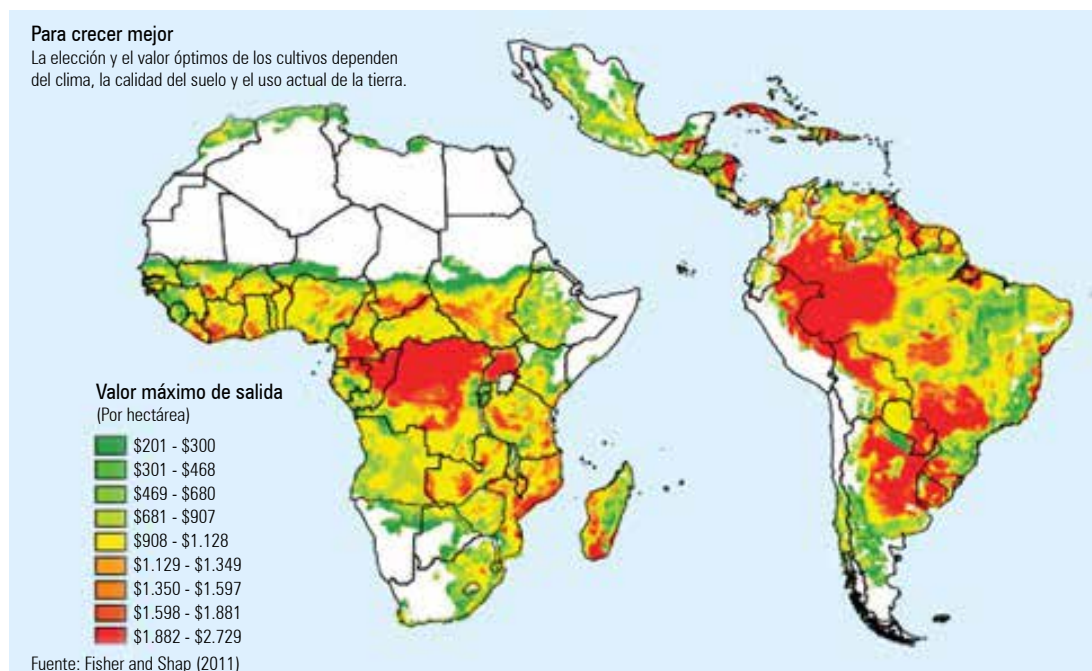 Para crecer mejor
La elección y el valor óptimos de los cultivos dependen
del clima, la calidad del suelo y el uso actual de la tierra.
Valor máximo de salida
(Por hectárea)
$201 - $300
$301 - $468
$469 - $680
$681 - $907
$908 - $1.128
$1.129 - $1.349
$1.350 - $1.597
$1.598 - $1.881
$1.882 - $2.729
Fuente: Fisher and Shap (2011)